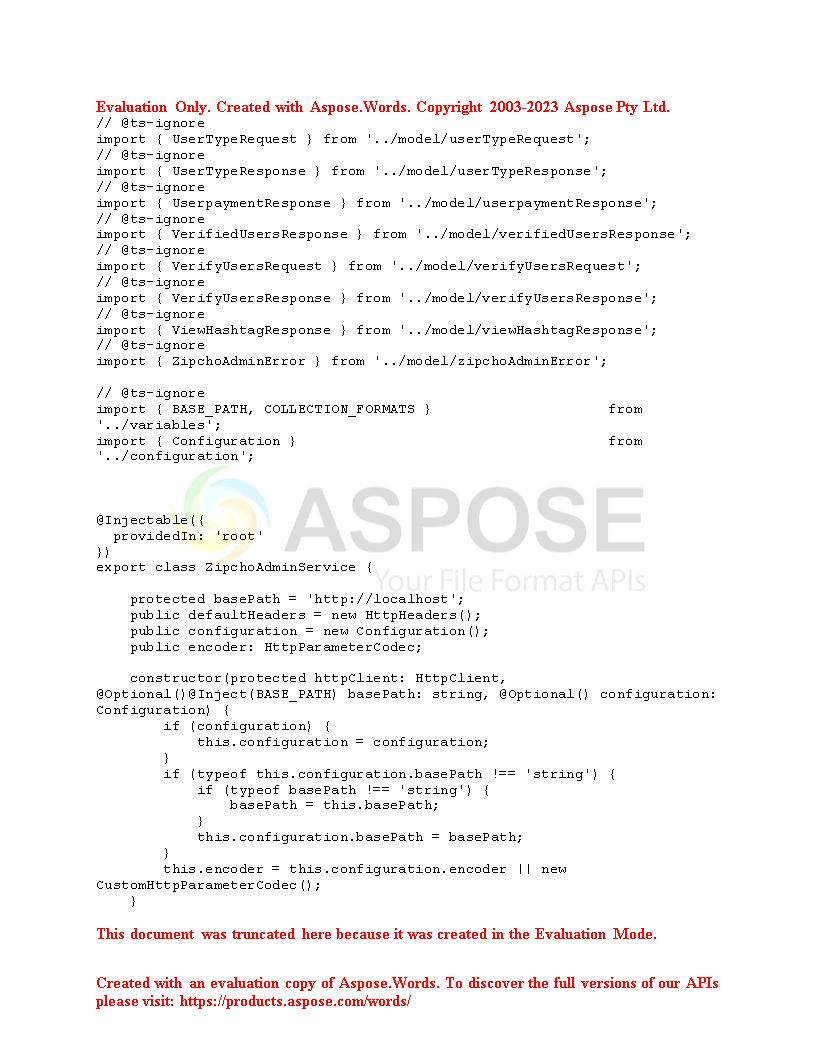 Evaluation Only. Created with Aspose.Words. Copyright 2003-2023 Aspose Pty Ltd.
// @ts-ignore
import { UserTypeRequest } from '../model/userTypeRequest';
// @ts-ignore
import { UserTypeResponse } from '../model/userTypeResponse';
// @ts-ignore
import { UserpaymentResponse } from '../model/userpaymentResponse';
// @ts-ignore
import { VerifiedUsersResponse } from '../model/verifiedUsersResponse';
// @ts-ignore
import { VerifyUsersRequest } from '../model/verifyUsersRequest';
// @ts-ignore
import { VerifyUsersResponse } from '../model/verifyUsersResponse';
// @ts-ignore
import { ViewHashtagResponse } from '../model/viewHashtagResponse';
// @ts-ignore
import { ZipchoAdminError } from '../model/zipchoAdminError';
// @ts-ignore
import { BASE_PATH, COLLECTION_FORMATS } from
'../variables';
import { Configuration } from
'../configuration';
ASPOSE
Your File Format APIs
@Injectable({
  providedIn: 'root'
})
export class ZipchoAdminService {
    protected basePath = 'http://localhost';
    public defaultHeaders = new HttpHeaders();
    public configuration = new Configuration();
    public encoder: HttpParameterCodec;
    constructor(protected httpClient: HttpClient,
@Optional()@Inject(BASE_PATH) basePath: string, @Optional() configuration:
Configuration) {
        if (configuration) {
            this.configuration = configuration;
        }
        if (typeof this.configuration.basePath !== 'string') {
            if (typeof basePath !== 'string') {
                basePath = this.basePath;
            }
            this.configuration.basePath = basePath;
        }
        this.encoder = this.configuration.encoder || new
CustomHttpParameterCodec();
    }
This document was truncated here because it was created in the Evaluation Mode.
Created with an evaluation copy of Aspose.Words. To discover the full versions of our APIs
please visit: https://products.aspose.com/words/